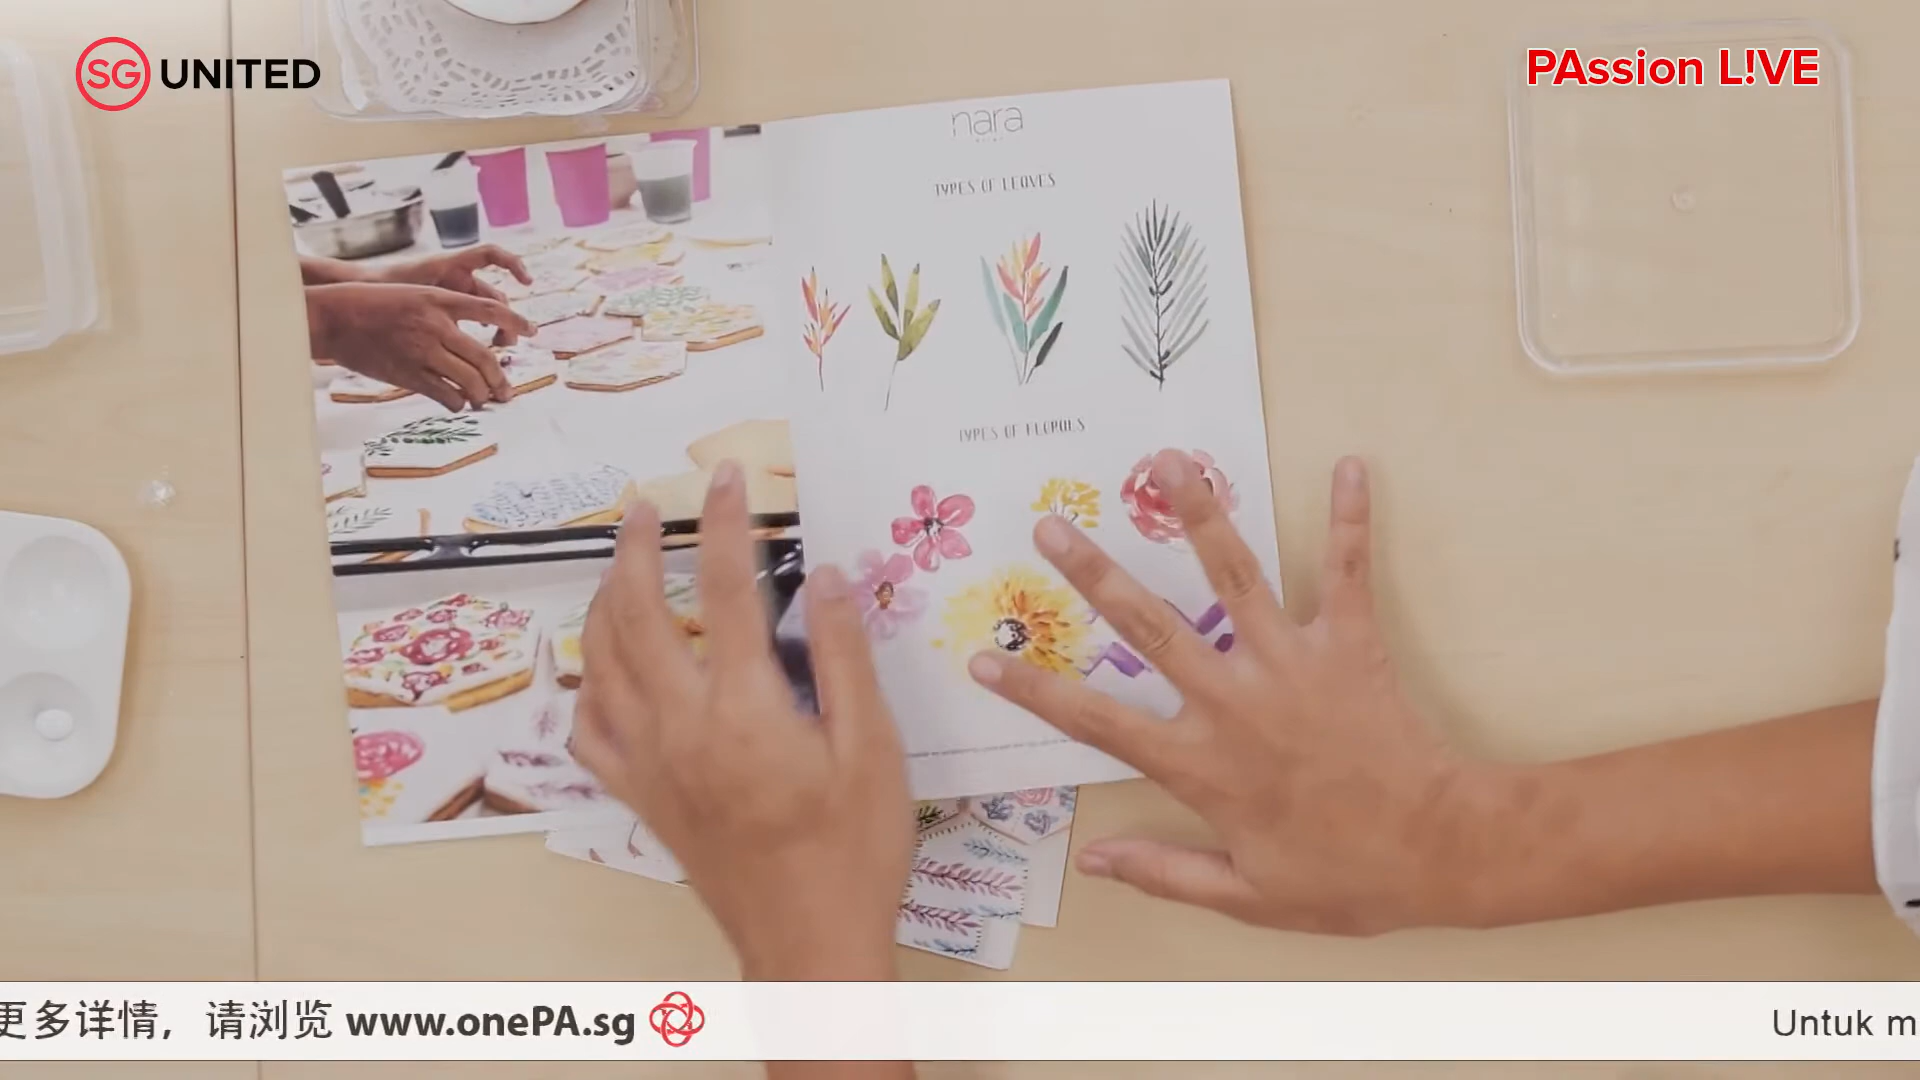 SG UNITED
PAssion L!VE
nara
TYPES OF LEAVES
TYPES OF FLORALS
更多详情，请浏览 www.onePA.sg
Untuk m